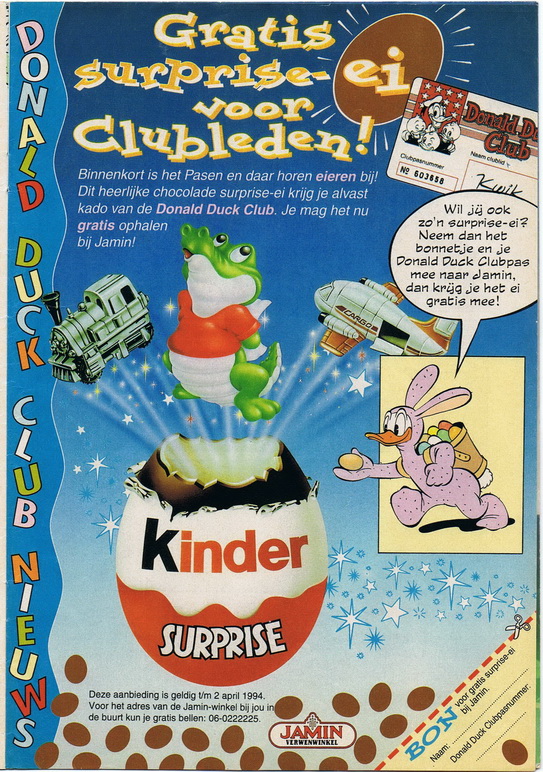 DONALD DUCK CLUB NIEUWS
Gratis
surprise-ei
voor
Clubleden!
Binnenkort is het Pasen en daar horen eieren bij!
Dit heerlijke chocolade surprise-ei krijg je alvast
kado van de Donald Duck Club. Je mag het nu
gratis ophalen
bij Jamin!
Donald Du
Club
Clubpasnummer
Naam clublid
№ 603658
Kwik
Wil jij ook
zo'n surprise-ei?
Neem dan het
bonnetje en je
Donald Duck Clubpas
mee naar Jamin,
dan krijg je het ei
gratis mee!
CARGO
Kinder
SURPRISE
Deze aanbieding is geldig t/m 2 april 1994.
Voor het adres van de Jamin-winkel bij jou in
de buurt kun je gratis bellen: 06-0222225.
JAMIN
VERWENWINKEL
BON voor gratis surprise-ei
bij Jamin.
Naam:
Donald Duck Clubpasnummer: